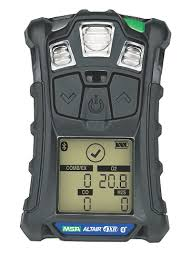 COMB/EX O2
0 20.8
CO H2S
0 0
MSA ALTAIR 4XR